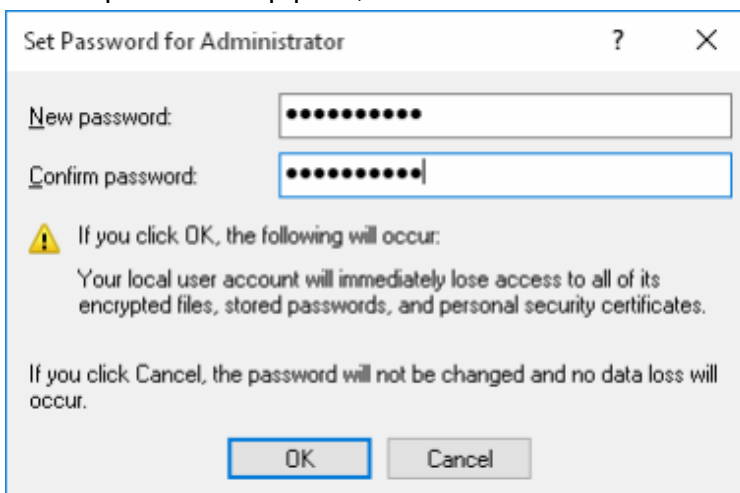 Set Password for Administrator ? ×
New password: ●●●●●●●●●●
Confirm password: ●●●●●●●●●●
If you click OK, the following will occur:
Your local user account will immediately lose access to all of its
encrypted files, stored passwords, and personal security certificates.
If you click Cancel, the password will not be changed and no data loss will
occur.
OK Cancel